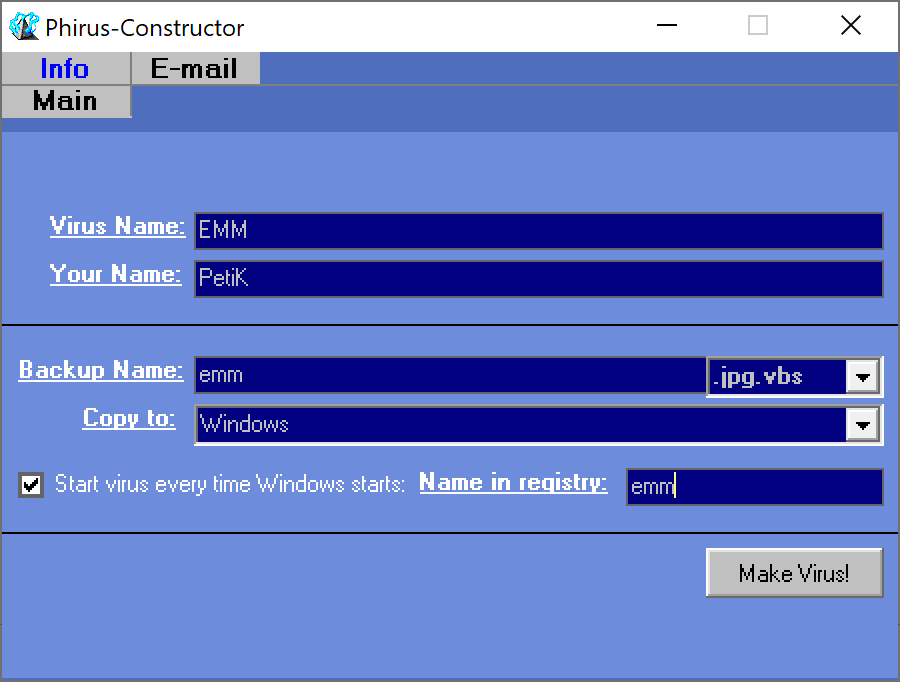 Phirus-Constructor
Info E-mail
Main
Virus Name: EMM
Your Name: PetiK
Backup Name: emm .jpg.vbs
Copy to: Windows
Start virus every time Windows starts: Name in registry: emm
Make Virus!